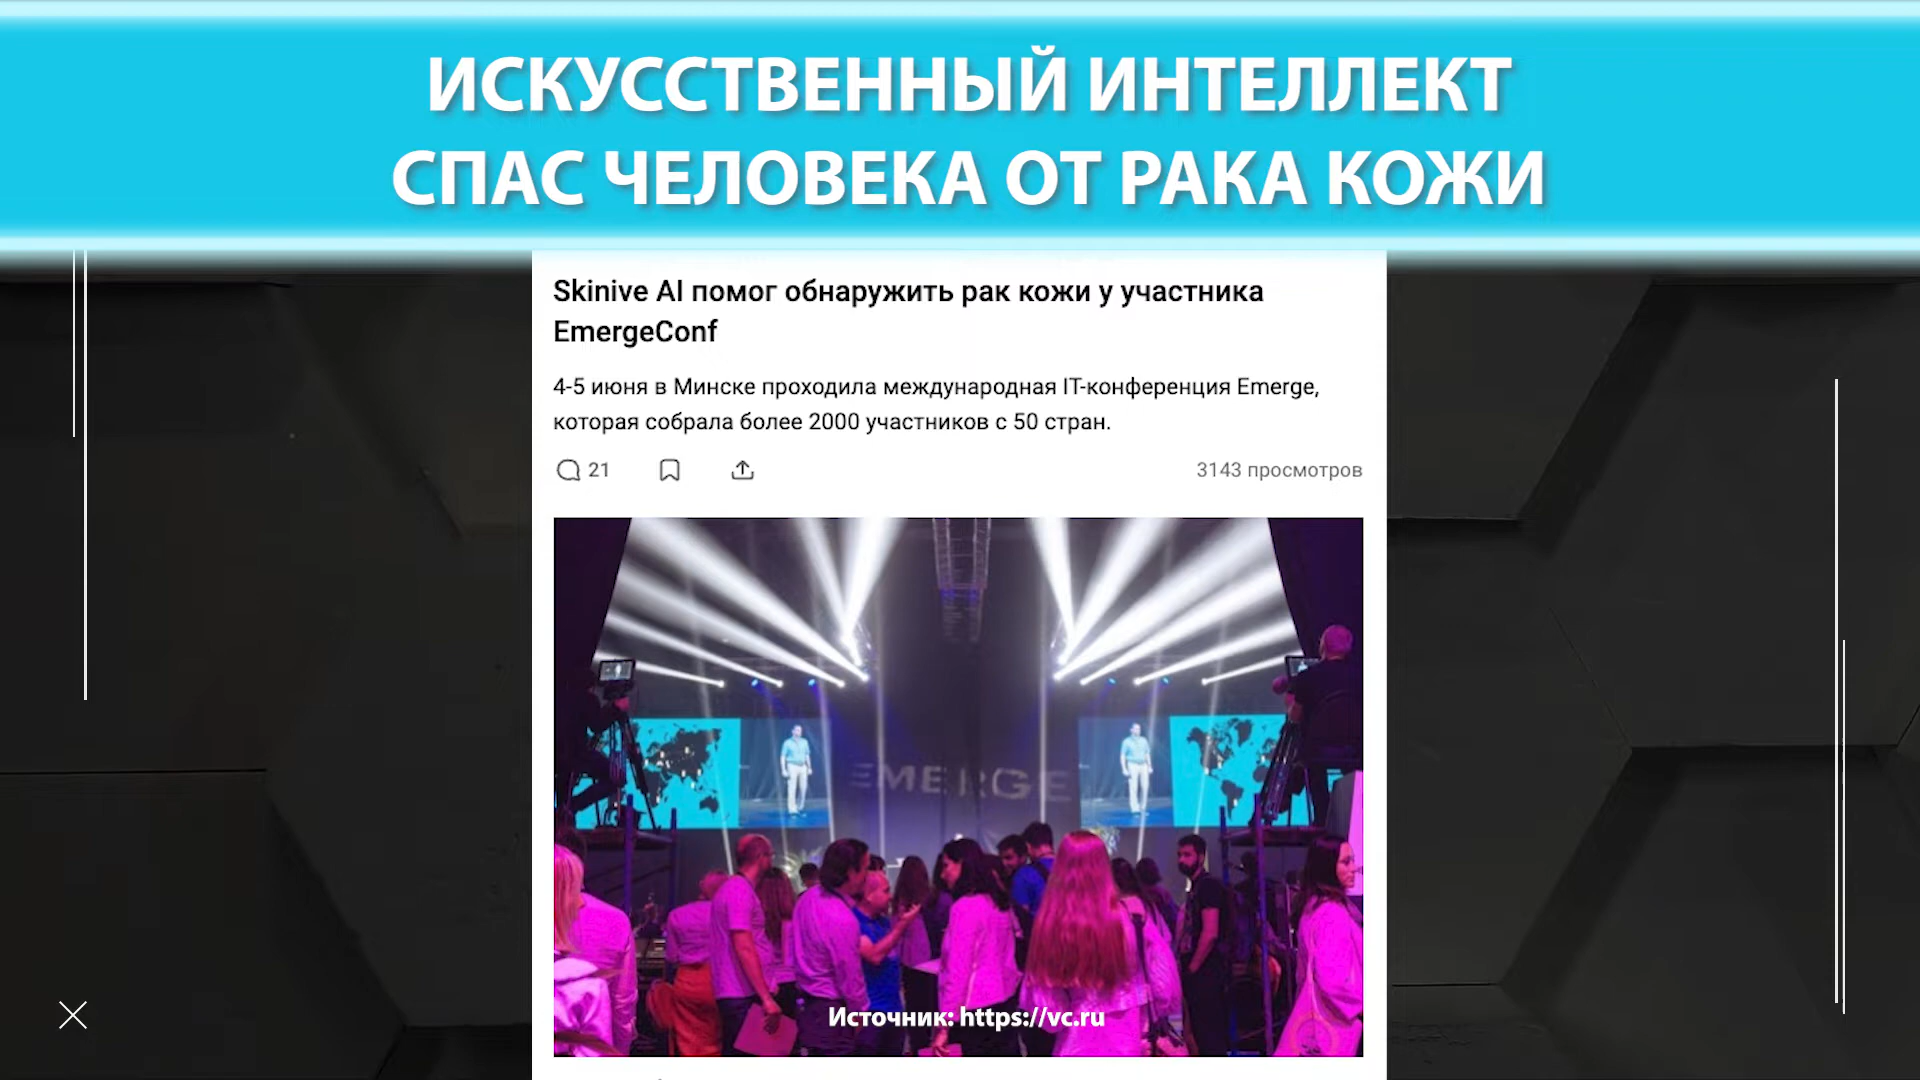 ИСКУССТВЕННЫЙ ИНТЕЛЛЕКТ
СПАС ЧЕЛОВЕКА ОТ РАКА КОЖИ
Skinive AI помог обнаружить рак кожи у участника
EmergeConf
4-5 июня в Минске проходила международная IT-конференция Emerge,
которая собрала более 2000 участников с 50 стран.
21
3143 просмотров
EMERGE
Источник: https://vc.ru